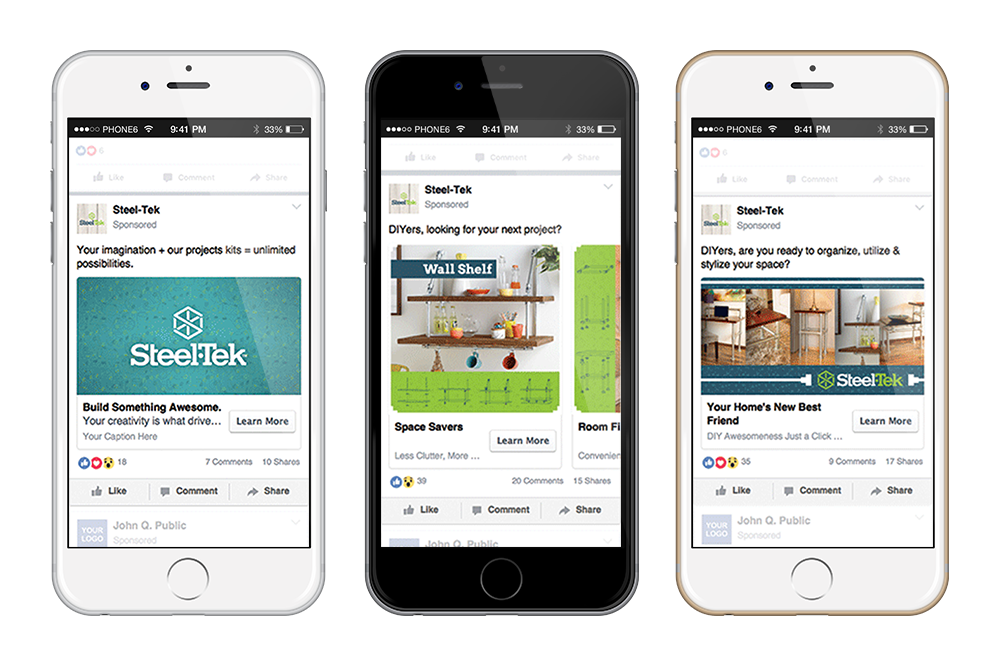 ●●●○○ PHONE6 9:41 PM 33%
6
Like Comment Share
SteelTek
Steel-Tek
Sponsored
Your imagination + our projects kits = unlimited
possibilities.
Steel-Tek
Build Something Awesome.
Your creativity is what drive…
Your Caption Here
Learn More
18 7 Comments 10 Shares
Like Comment Share
YOUR
LOGO
John Q. Public
Sponsored
●●●○○ PHONE6 9:41 PM 33%
Like Comment Share
SteelTek
Steel-Tek
Sponsored
DIYers, looking for your next project?
Wall Shelf
Space Savers
Less Clutter, More ...
Learn More
Room Fi
Convenien
39 20 Comments 15 Shares
Like Comment Share
John Q. Public
●●●○○ PHONE6 9:41 PM 33%
6
Like Comment Share
SteelTek
Steel-Tek
Sponsored
DIYers, are you ready to organize, utilize &
stylize your space?
Steel-Tek
Your Home's New Best
Friend
DIY Awesomeness Just a Click ...
Learn More
35 9 Comments 17 Shares
Like Comment Share
YOUR
LOGO
John Q. Public
Sponsored